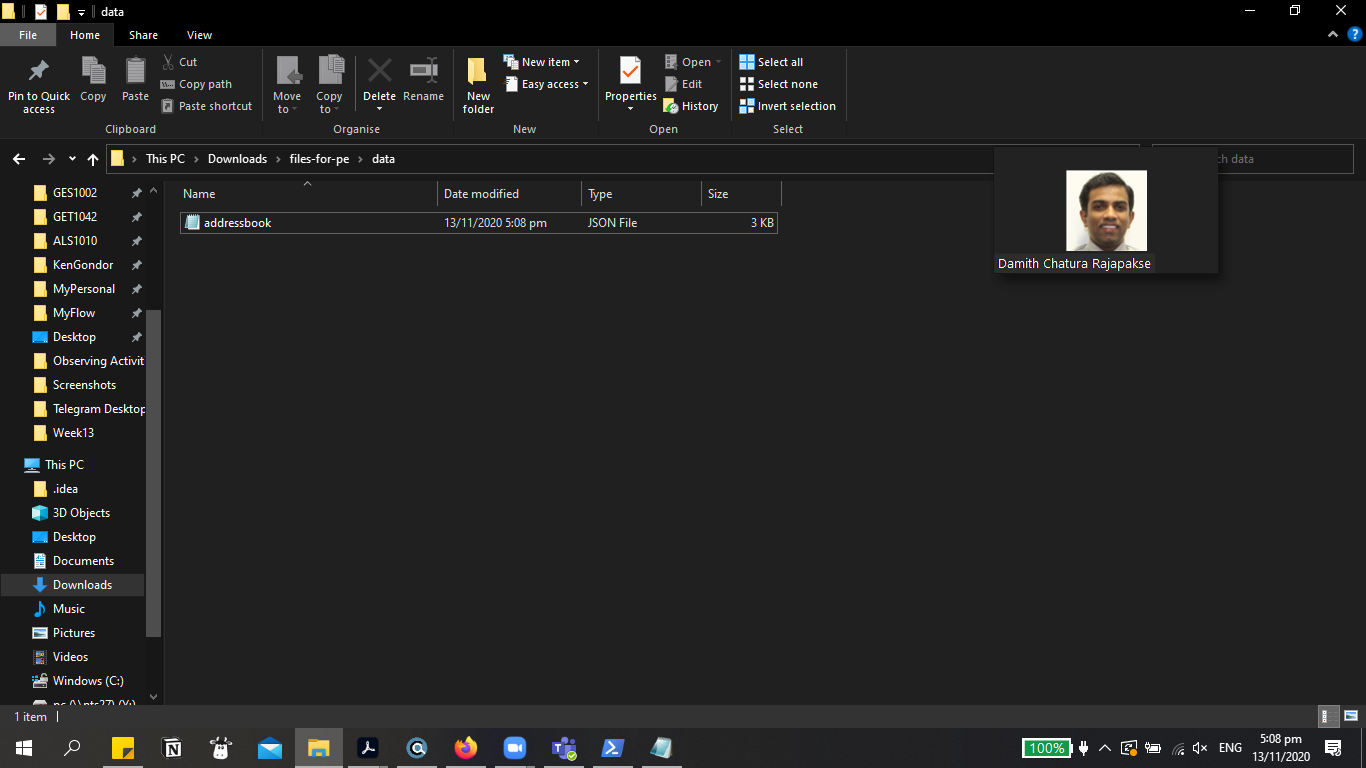 data
File Home Share View
Pin to Quick access
Copy
Paste
Cut
Copy path
Paste shortcut
Clipboard
Move to
Copy to
Delete
Rename
Organise
New folder
New item
Easy access
New
Properties
Open
Edit
History
Open
Select all
Select none
Invert selection
Select
This PC Downloads files-for-pe data
data
Name Date modified Type Size
addressbook 13/11/2020 5:08 pm JSON File 3 KB
Damith Chatura Rajapakse
GES1002
GET1042
ALS1010
KenGondor
MyPersonal
MyFlow
Desktop
Observing Activit
Screenshots
Telegram Desktop
Week13
This PC
.idea
3D Objects
Desktop
Documents
Downloads
Music
Pictures
Videos
Windows (C:)
1 item
100%
ENG
5:08 pm
13/11/2020